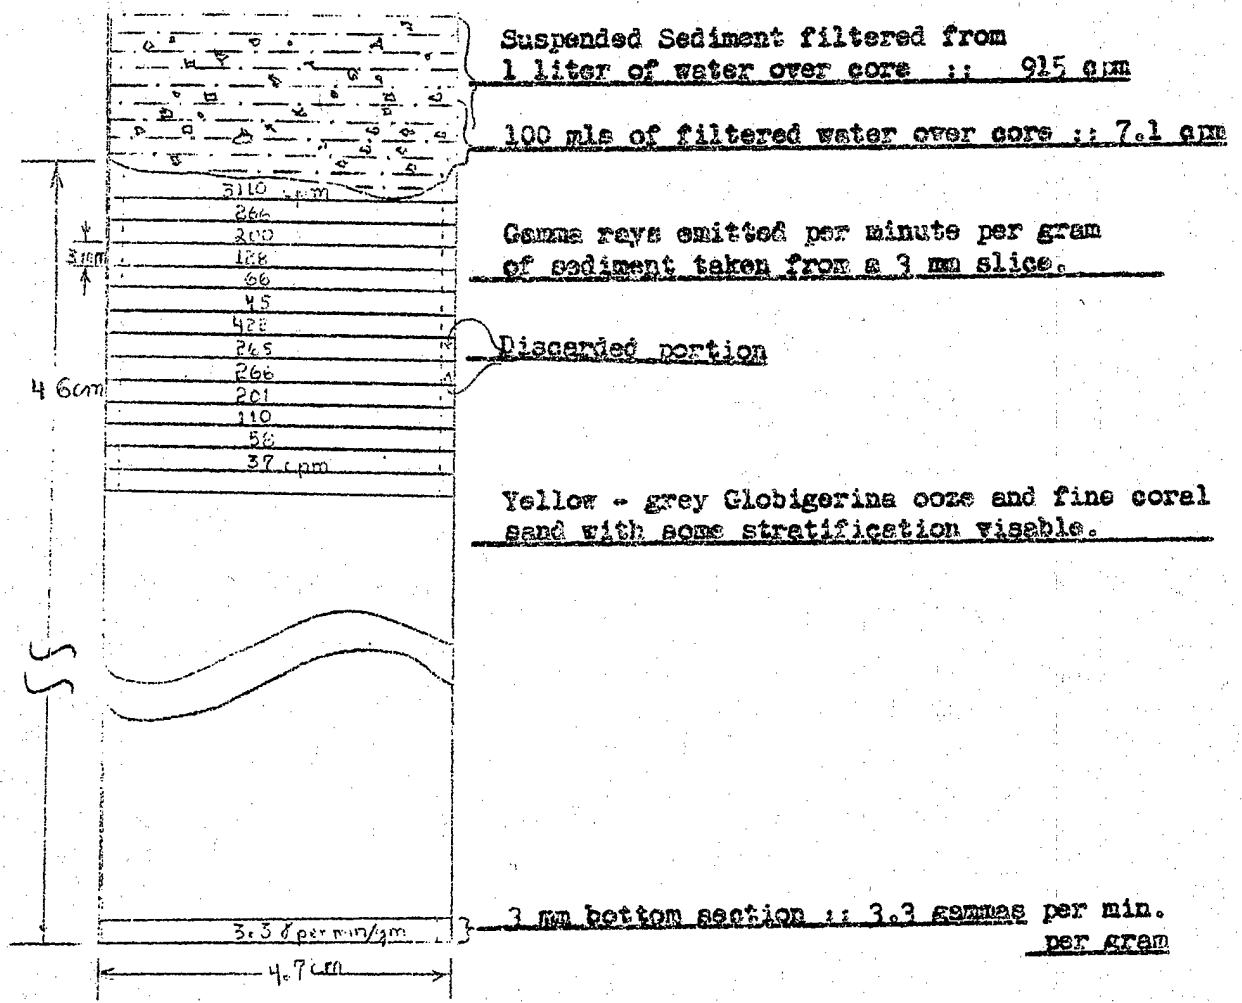 Suspended Sediment filtered from
1 liter of water over core :: 915 cpm
100 mls of filtered water over core :: 7.1 cpm
3110 cpm
266
200
128
66
45
422
265
266
201
110
58
37 cpm
3 mm
Gamma rays emitted per minute per gram
of sediment taken from a 3 mm slice.
Discarded portion
46cm
Yellow - grey Globigerina ooze and fine coral
sand with some stratification visable.
3 mm bottom section :: 3.3 gammas per min.
per gram
3.3 γ per min/gm
4.7 cm